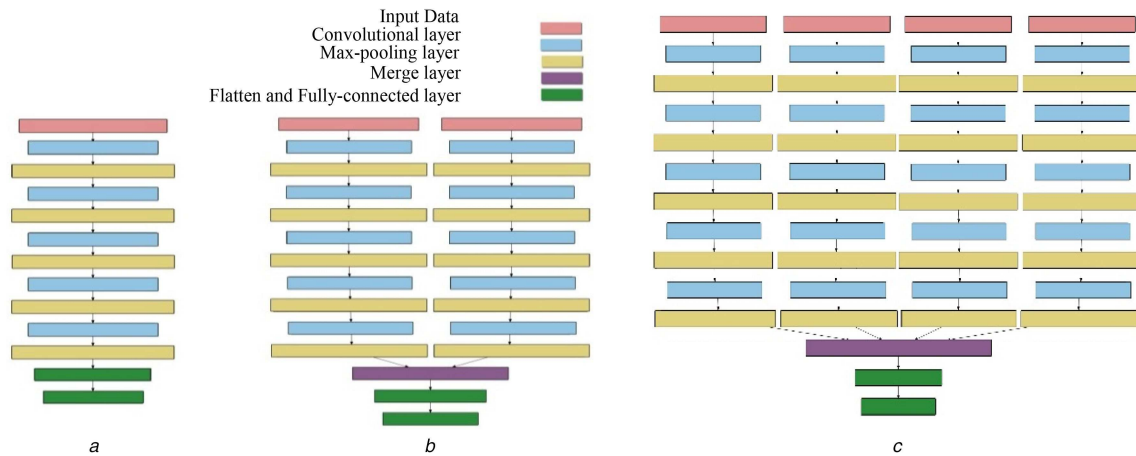 Input Data
Convolutional layer
Max-pooling layer
Merge layer
Flatten and Fully-connected layer
a
b
c